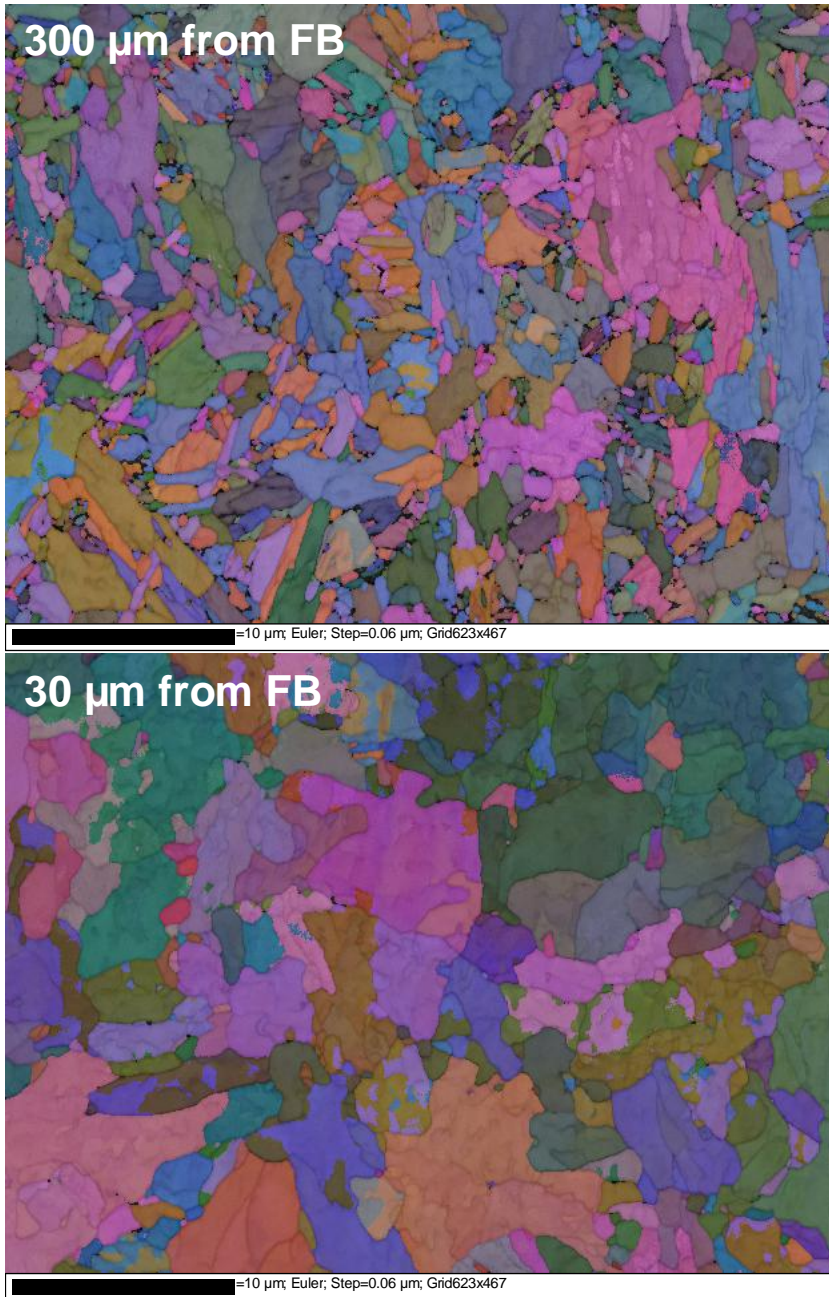 300 µm from FB
=10 µm; Euler; Step=0.06 µm; Grid623x467
30 µm from FB
=10 µm; Euler; Step=0.06 µm; Grid623x467